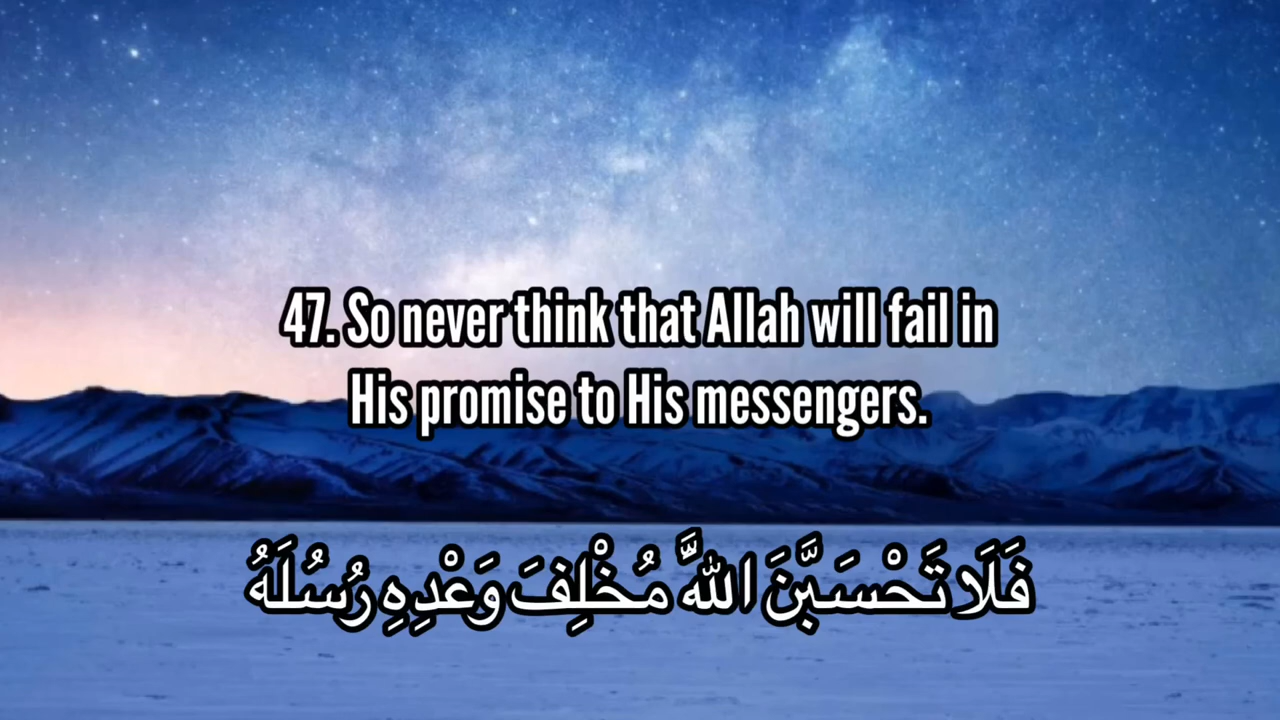 47. So never think that Allah will fail in
His promise to His messengers.
فَلَا تَحْسَبَنَّ اللَّهَ مُخْلِفَ وَعْدِهِ رُسُلَهُ